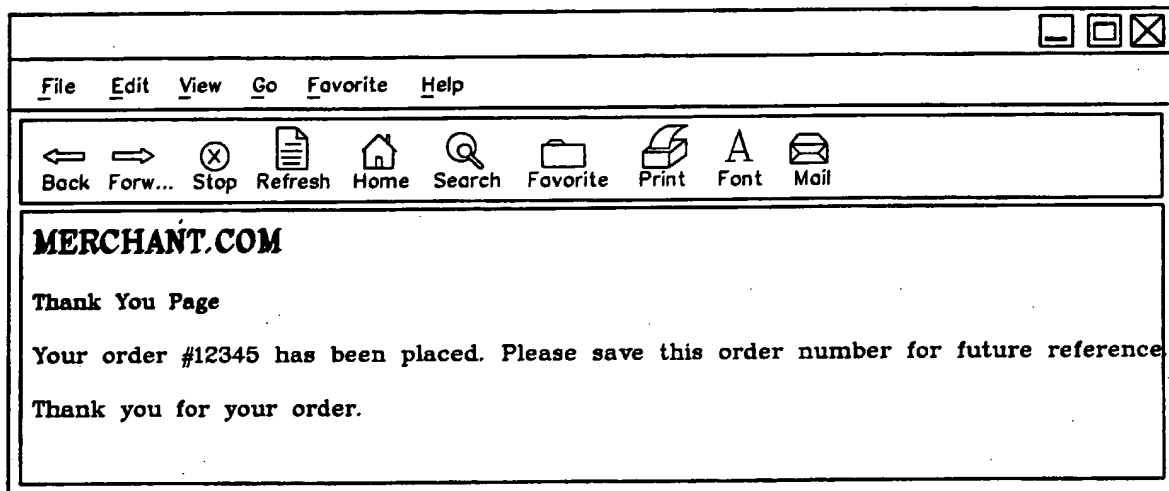 File Edit View Go Favorite Help
Back Forw... Stop Refresh Home Search Favorite Print Font Mail
MERCHANT.COM
Thank You Page
Your order #12345 has been placed. Please save this order number for future reference.
Thank you for your order.